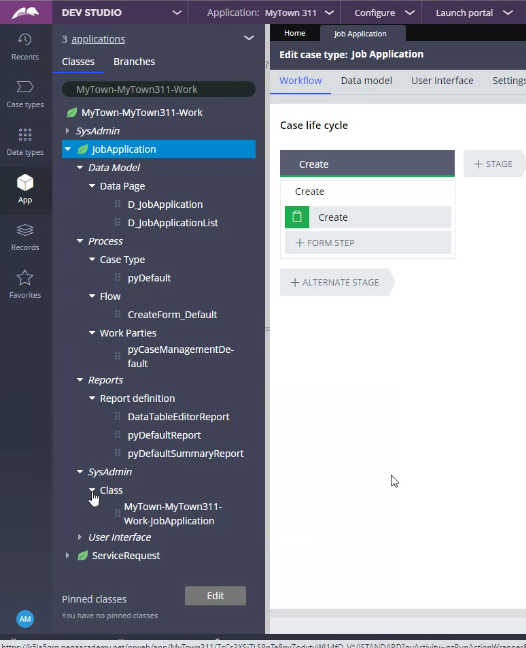 DEV STUDIO
Application: MyTown 311
Configure
Launch portal
Recents
Case types
Data types
App
Records
Favorites
AM
3 applications
Classes
Branches
MyTown-MyTown311-Work
MyTown-MyTown311-Work
SysAdmin
JobApplication
Data Model
Data Page
D_JobApplication
D_JobApplicationList
Process
Case Type
pyDefault
Flow
CreateForm_Default
Work Parties
pyCaseManagementDe-
fault
Reports
Report definition
DataTableEditorReport
pyDefaultReport
pyDefaultSummaryReport
SysAdmin
Class
MyTown-MyTown311-
Work-JobApplication
User Interface
ServiceRequest
Pinned classes
Edit
You have no pinned classes
Home
Job Application
Edit case type: Job Application
Workflow
Data model
User interface
Settings
Case life cycle
Create
+ STAGE
Create
Create
+ FORM STEP
+ ALTERNATE STAGE